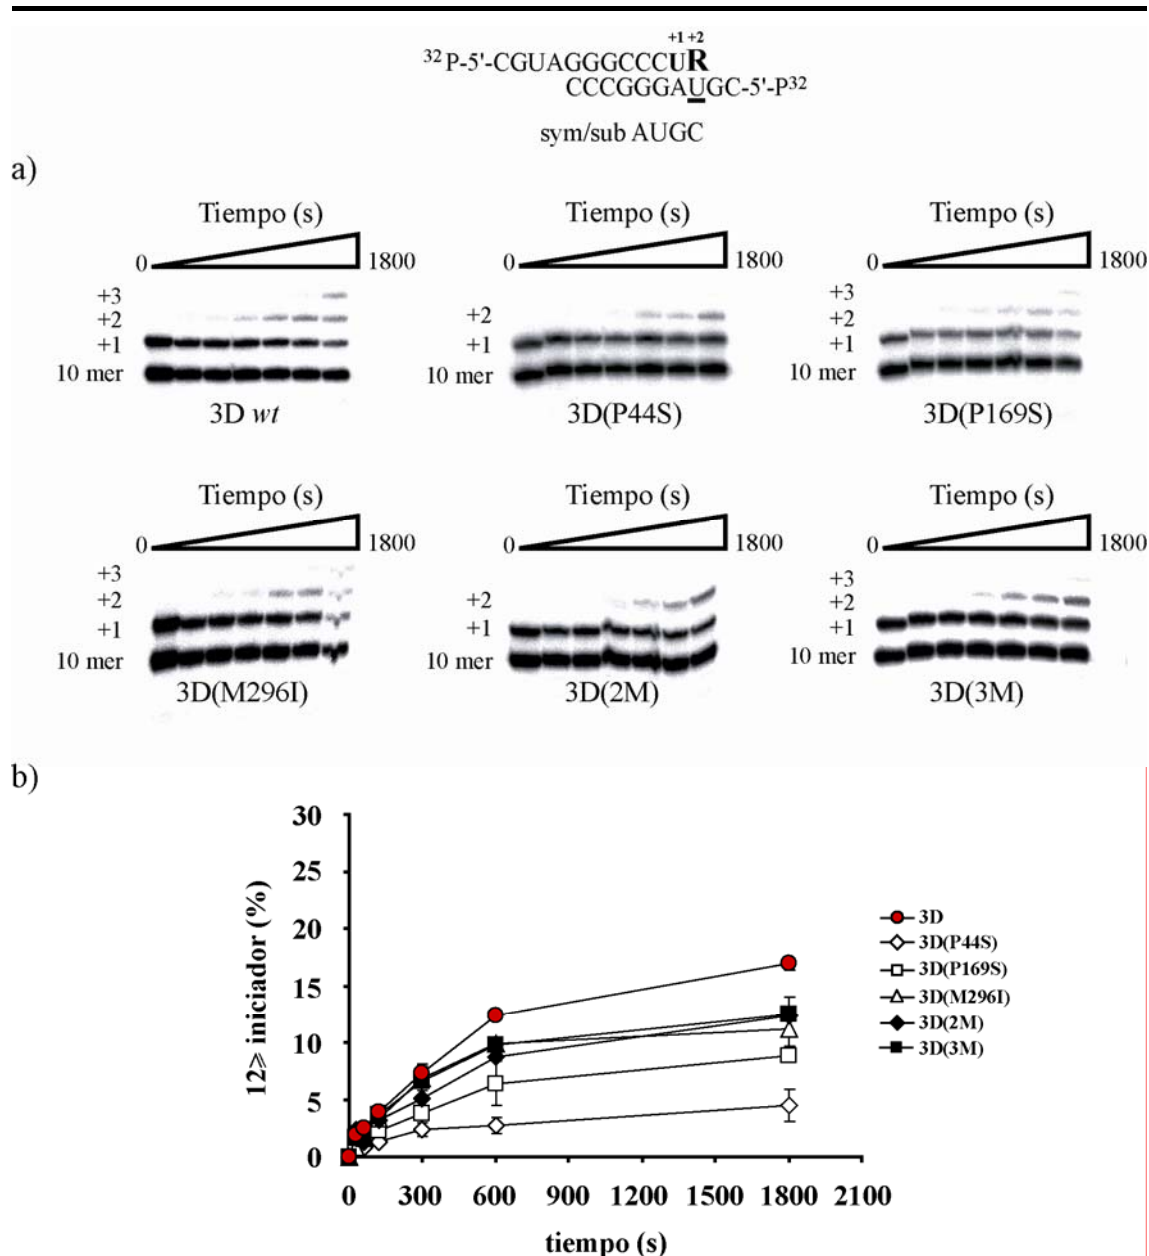 +1 +2
³²P-5'-CGUAGGGCCCUR
CCCGGGAUGC-5'-P³²
sym/sub AUGC
a)
Tiempo (s)
0
1800
+3
+2
+1
10 mer
3D wt
Tiempo (s)
0
1800
+2
+1
10 mer
3D(P44S)
Tiempo (s)
0
1800
+3
+2
+1
10 mer
3D(P169S)
Tiempo (s)
0
1800
+3
+2
+1
10 mer
3D(M296I)
Tiempo (s)
0
1800
+2
+1
10 mer
3D(2M)
Tiempo (s)
0
1800
+3
+2
+1
10 mer
3D(3M)
b)
12⩾ iniciador (%)
30
25
20
15
10
5
0
0 300 600 900 1200 1500 1800 2100
tiempo (s)
3D
3D(P44S)
3D(P169S)
3D(M296I)
3D(2M)
3D(3M)